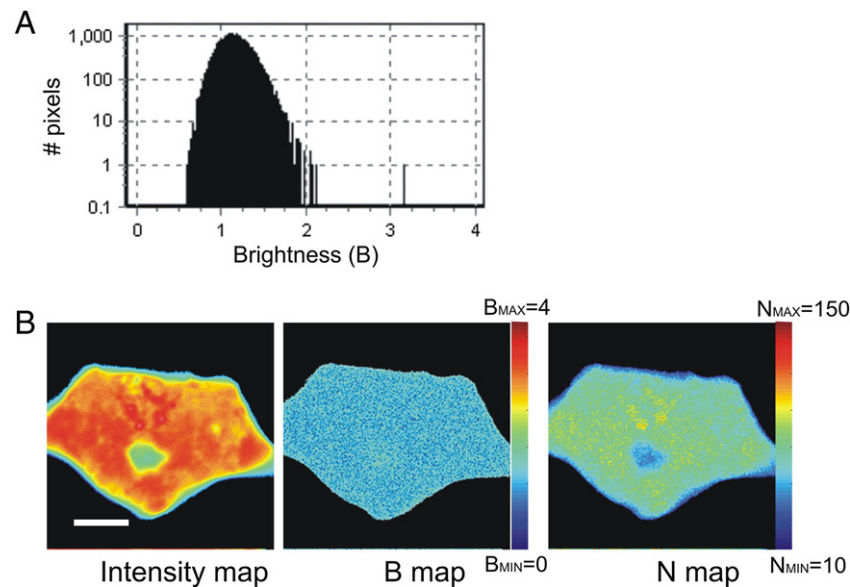 A
# pixels
1,000
100
10
1
0.1
0 1 2 3 4
Brightness (B)
B
BMAX=4
NMAX=150
BMIN=0
NMIN=10
Intensity map
B map
N map